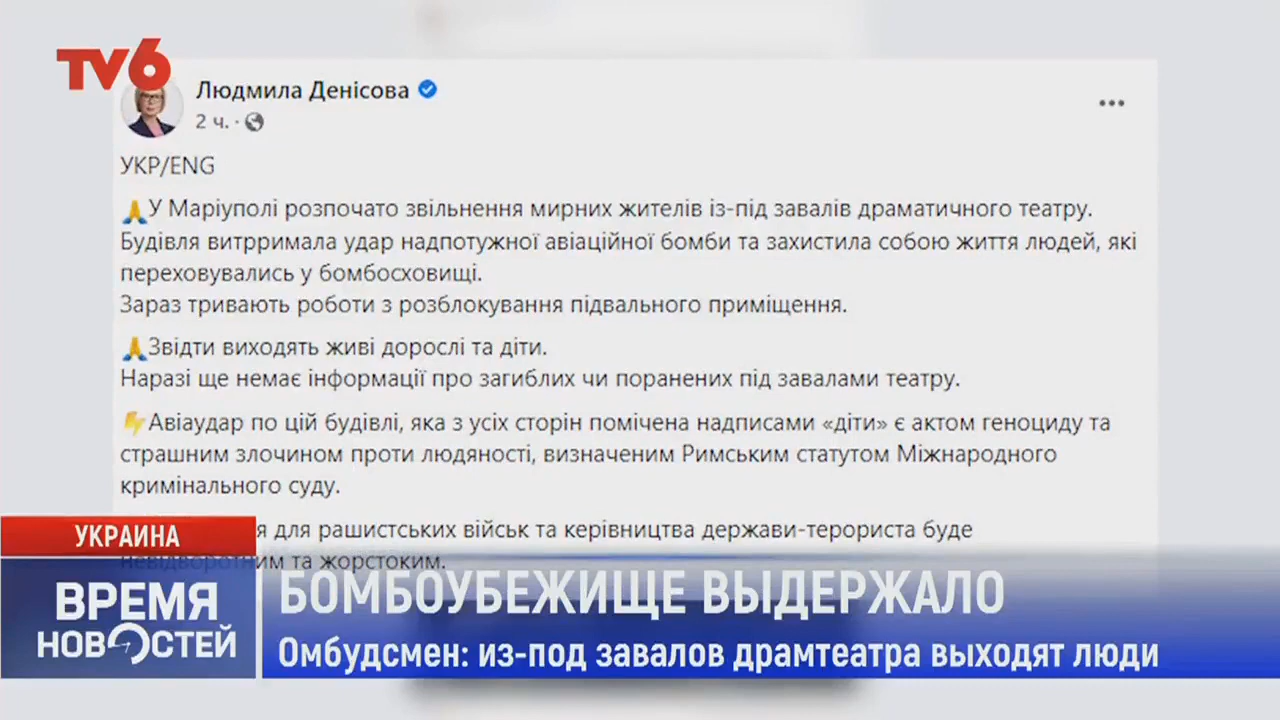 TV6
Людмила Денісова
2 ч. ·
УКР/ENG
У Маріуполі розпочато звільнення мирних жителів із-під завалів драматичного театру.
Будівля витрримала удар надпотужної авіаційної бомби та захистила собою життя людей, які
переховувались у бомбосховищі.
Зараз тривають роботи з розблокування підвального приміщення.
Звідти виходять живі дорослі та діти.
Наразі ще немає інформації про загиблих чи поранених під завалами театру.
Авіаудар по цій будівлі, яка з усіх сторін помічена надписами «діти» є актом геноциду та
страшним злочином проти людяності, визначеним Римським статутом Міжнародного
кримінального суду.
для рашистських військ та керівництва держави-терориста буде
невідворотним та жорстоким.
УКРАИНА
ВРЕМЯ
НОВОСТЕЙ
БОМБОУБЕЖИЩЕ ВЫДЕРЖАЛО
Омбудсмен: из-под завалов драмтеатра выходят люди